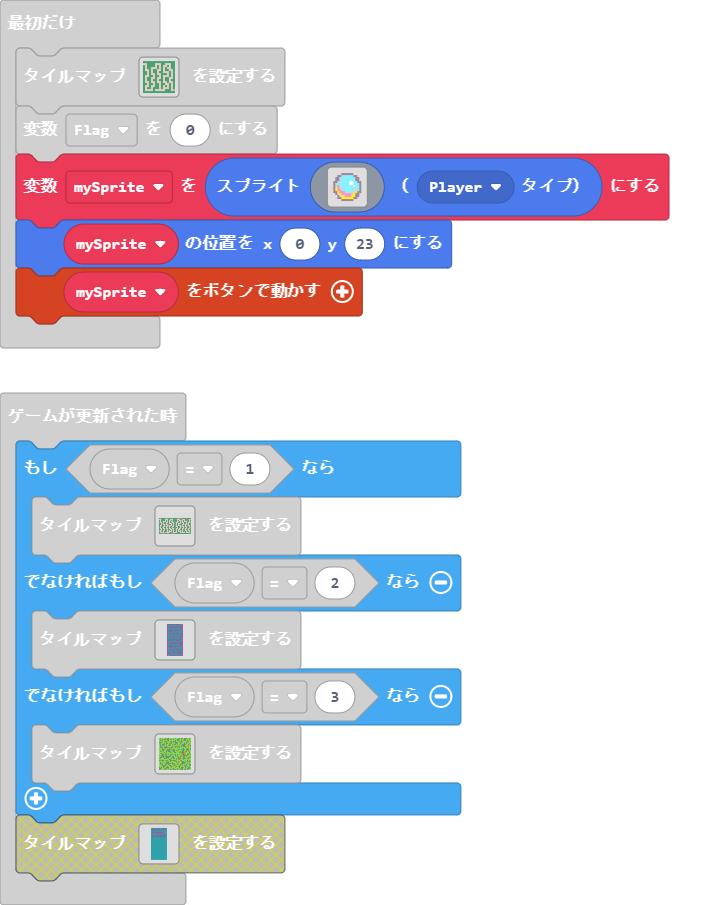 最初だけ
タイルマップ を設定する
変数 Flag を 0 にする
変数 mySprite を スプライト ( Player タイプ) にする
mySprite の位置を x 0 y 23 にする
mySprite をボタンで動かす
ゲームが更新された時
もし Flag = 1 なら
タイルマップ を設定する
でなければもし Flag = 2 なら
タイルマップ を設定する
でなければもし Flag = 3 なら
タイルマップ を設定する
タイルマップ を設定する